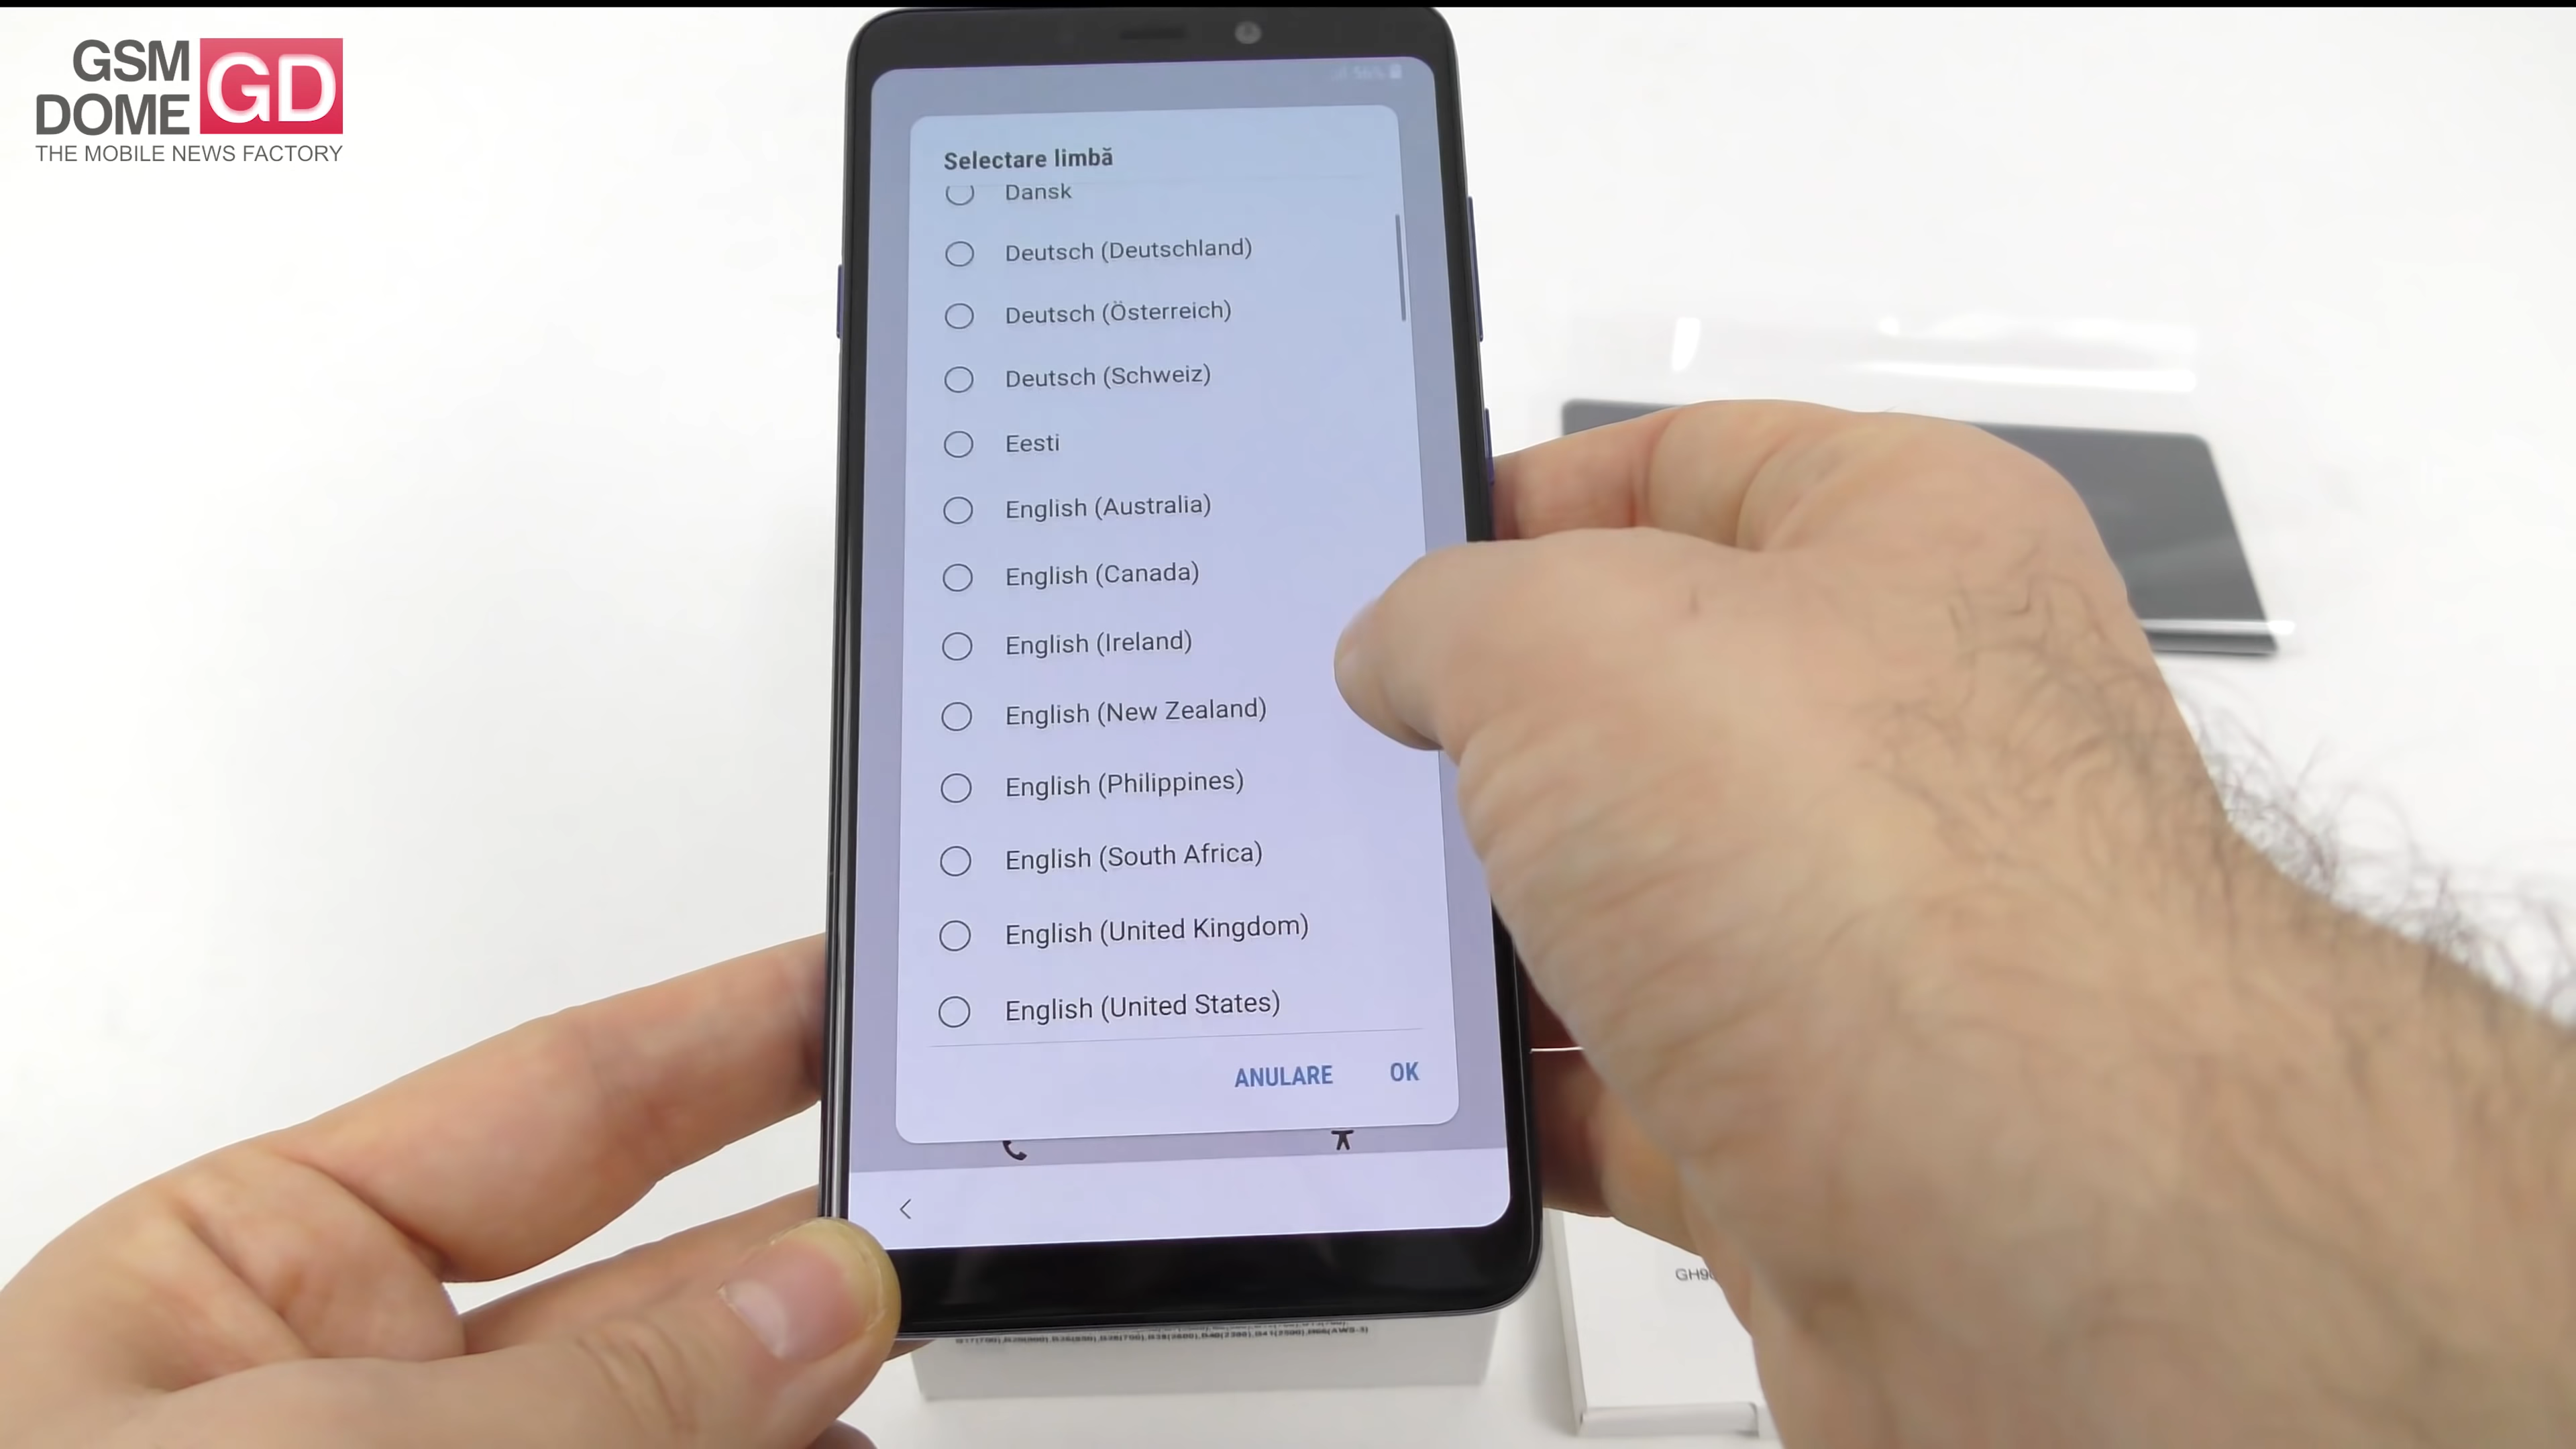 GSM
DOME
GD
THE MOBILE NEWS FACTORY
56%
Selectare limbă
Dansk
Deutsch (Deutschland)
Deutsch (Österreich)
Deutsch (Schweiz)
Eesti
English (Australia)
English (Canada)
English (Ireland)
English (New Zealand)
English (Philippines)
English (South Africa)
English (United Kingdom)
English (United States)
ANULARE OK